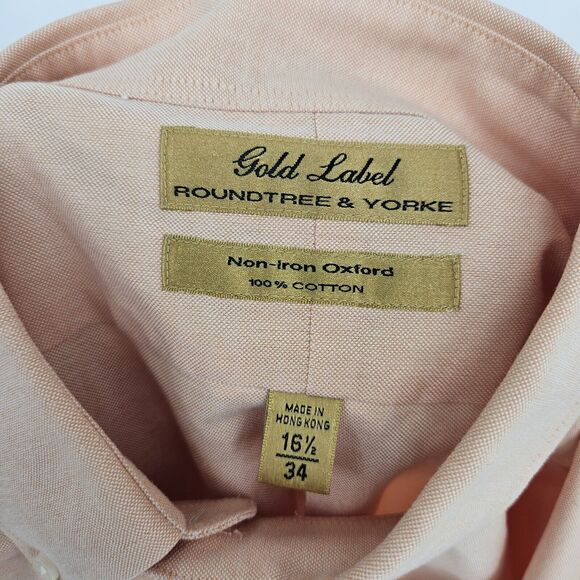 Gold Label
ROUNDTREE & YORKE
Non-Iron Oxford
100% COTTON
MADE IN
HONG KONG
16½
34